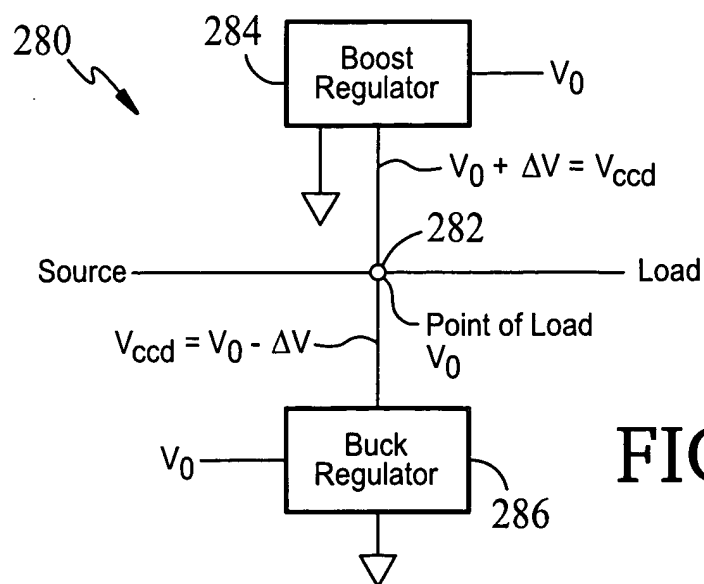 280
284
Boost
Regulator
V₀
V₀ + ΔV = Vccd
282
Source
Load
Point of Load
V₀
Vccd = V₀ - ΔV
V₀
Buck
Regulator
286
FIG